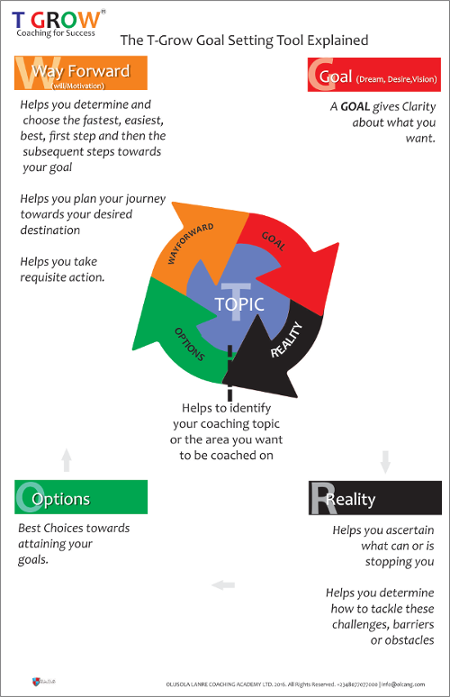 T GROW®
Coaching for Success
The T-Grow Goal Setting Tool Explained
Way Forward
(will/Motivation)
Helps you determine and
choose the fastest, easiest,
best, first step and then the
subsequent steps towards
your goal
Helps you plan your journey
towards your desired
destination
Helps you take
requisite action.
Goal (Dream, Desire,Vision)
A GOAL gives Clarity
about what you
want.
WAYFORWARD
GOAL
T
TOPIC
OPTIONS
REALITY
Helps to identify
your coaching topic
or the area you want
to be coached on
Options
Best Choices towards
attaining your
goals.
Reality
Helps you ascertain
what can or is
stopping you
Helps you determine
how to tackle these
challenges, barriers
or obstacles
©LUSOLA LANRE COACHING ACADEMY LTD. 2016. All Rights Reserved. +2348077077000 | info@olcang.com